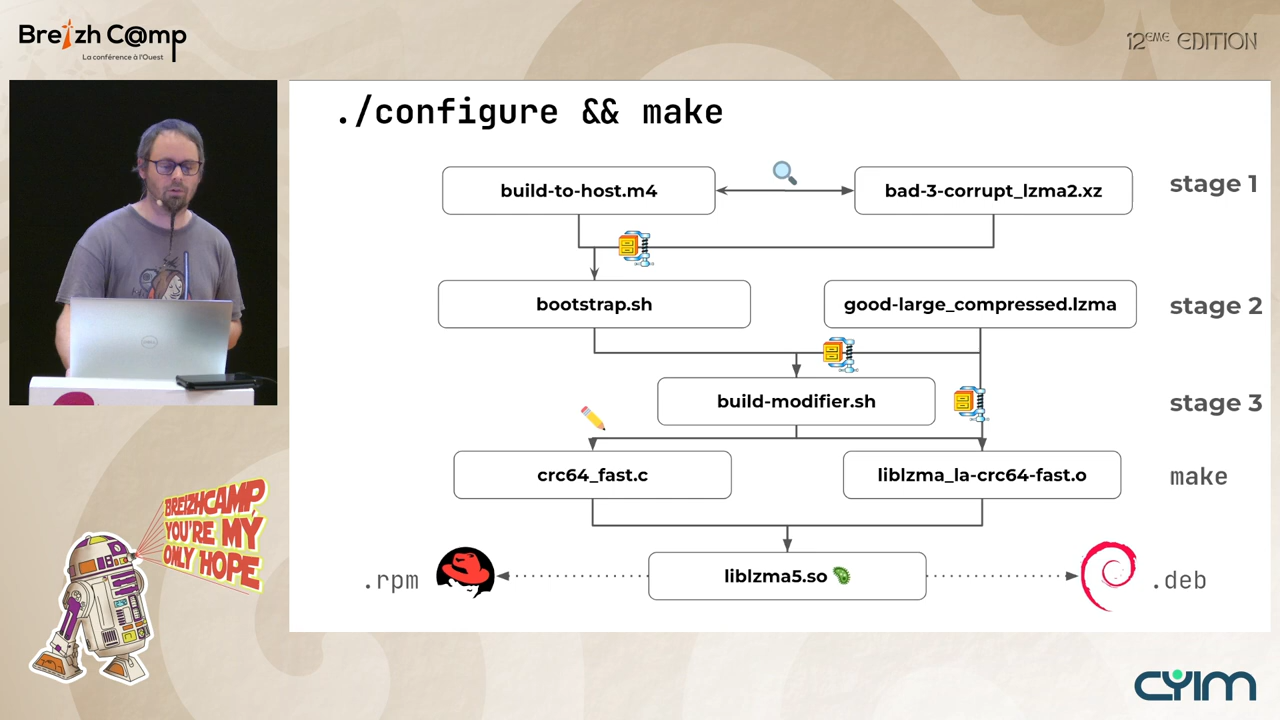 Breizh C@mp
La conférence à l'Ouest
12ÈME EDITION
./configure && make
build-to-host.m4
bad-3-corrupt_lzma2.xz
stage 1
bootstrap.sh
good-large_compressed.lzma
stage 2
build-modifier.sh
stage 3
crc64_fast.c
liblzma_la-crc64-fast.o
make
.rpm
liblzma5.so
.deb
BREIZHCAMP
YOU'RE MY
ONLY HOPE
CYIM